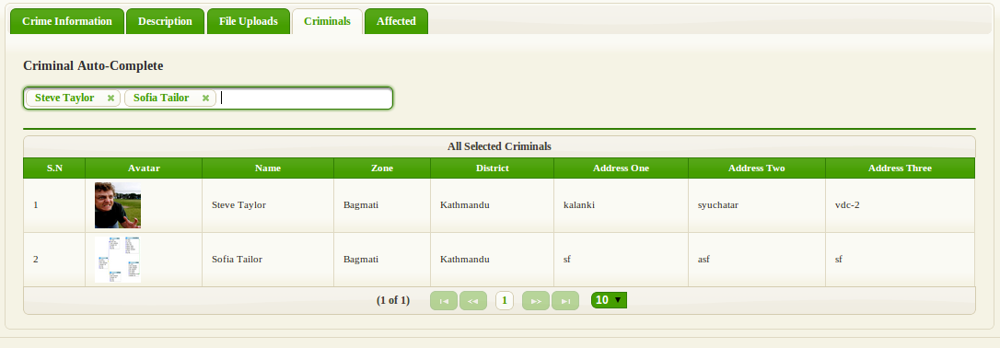 Crime Information Description File Uploads Criminals Affected
Criminal Auto-Complete
Steve Taylor Sofia Tailor
All Selected Criminals
S.N Avatar Name Zone District Address One Address Two Address Three
1 Steve Taylor Bagmati Kathmandu kalanki syuchatar vdc-2
2 Sofia Tailor Bagmati Kathmandu sf asf sf
(1 of 1) 1 10